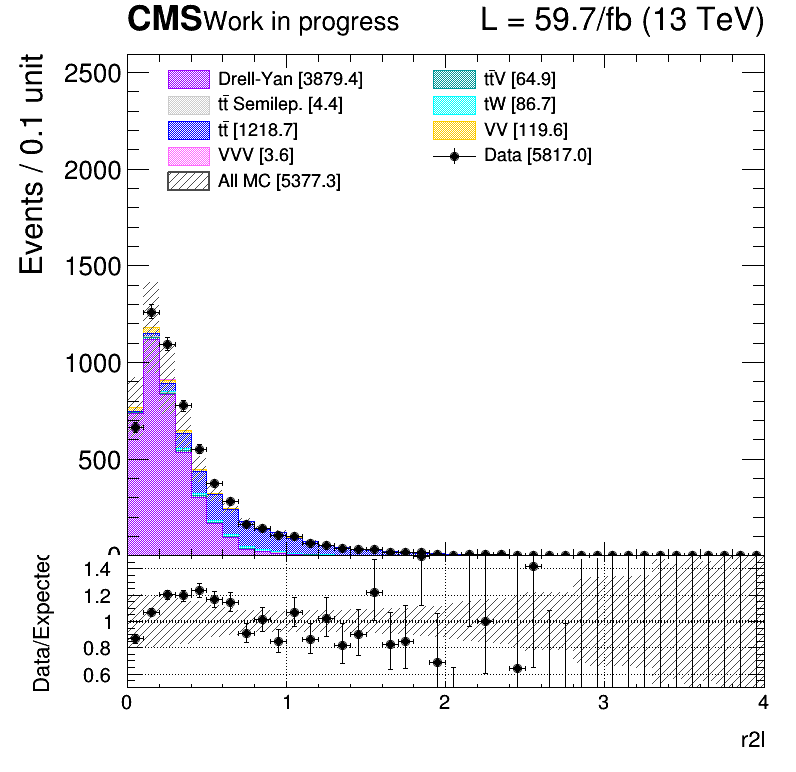 CMS Work in progress L = 59.7/fb (13 TeV)
Events / 0.1 unit
2500
2000
1500
1000
500
0
Drell-Yan [3879.4]
tt̄ Semilep. [4.4]
tt̄ [1218.7]
VVV [3.6]
All MC [5377.3]
tt̄V [64.9]
tW [86.7]
VV [119.6]
Data [5817.0]
Data/Expected
1.4
1.2
1
0.8
0.6
0 1 2 3 4
r2l